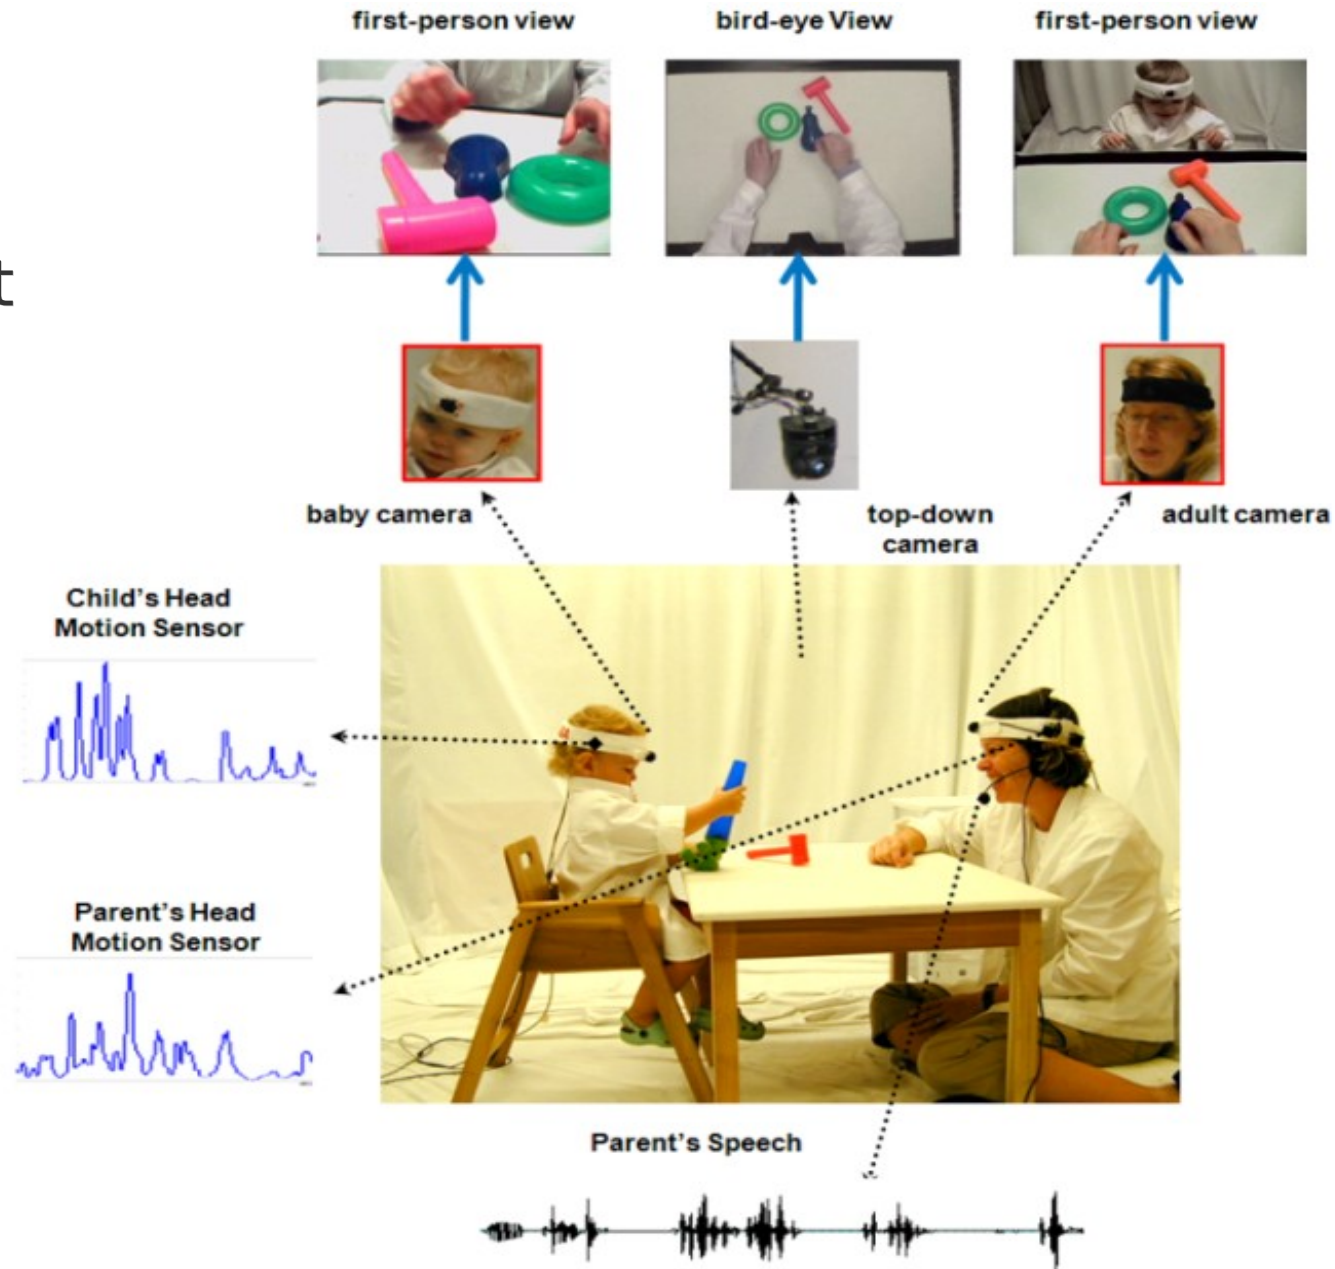 first-person view
bird-eye View
first-person view
t
baby camera
top-down
camera
adult camera
Child's Head
Motion Sensor
Parent's Head
Motion Sensor
Parent's Speech